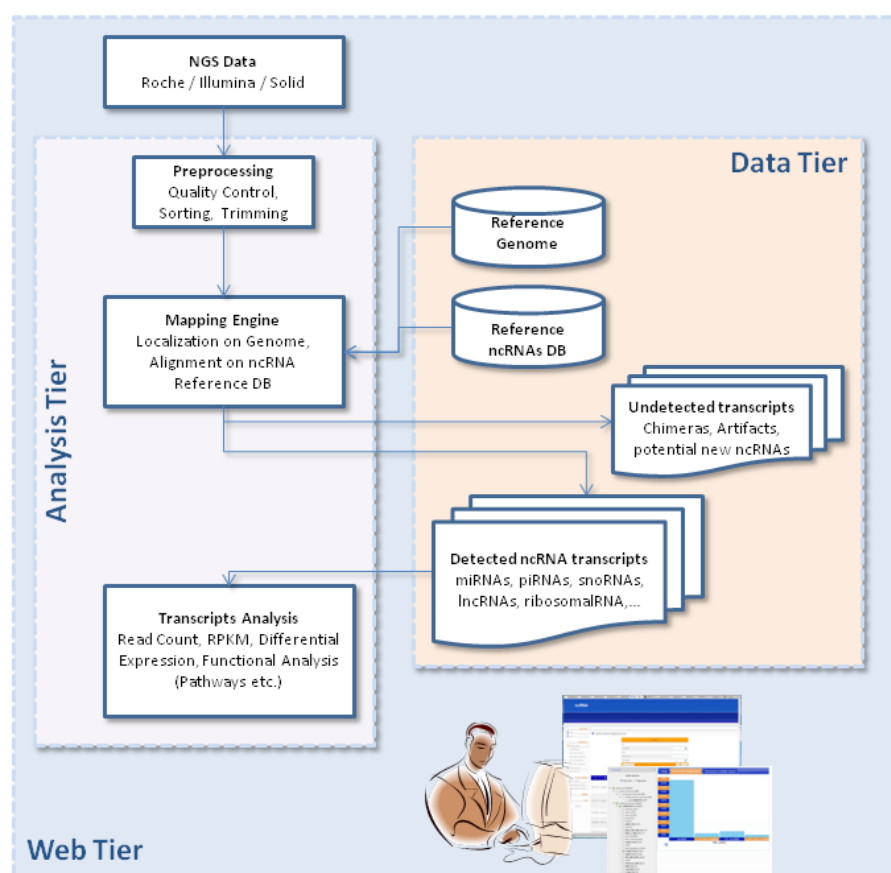 NGS Data
Roche / Illumina / Solid
Data Tier
Preprocessing
Quality Control,
Sorting, Trimming
Reference
Genome
Mapping Engine
Localization on Genome,
Alignment on ncRNA
Reference DB
Reference
ncRNAs DB
Analysis Tier
Undetected transcripts
Chimeras, Artifacts,
potential new ncRNAs
Detected ncRNA transcripts
miRNAs, piRNAs, snoRNAs,
lncRNAs, ribosomalRNA,...
Transcripts Analysis
Read Count, RPKM, Differential
Expression, Functional Analysis
(Pathways etc.)
Web Tier